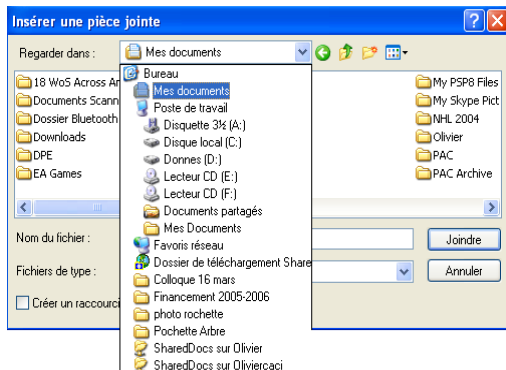 Insérer une pièce jointe
Regarder dans :
Mes documents
18 WoS Across Ar
Documents Scann
Dossier Bluetooth
Downloads
DPE
EA Games
Bureau
Mes documents
Poste de travail
Disquette 3½ (A:)
Disque local (C:)
Donnes (D:)
Lecteur CD (E:)
Lecteur CD (F:)
Documents partagés
Mes Documents
Favoris réseau
Dossier de téléchargement Share
Colloque 16 mars
Financement 2005-2006
photo rochette
Pochette Arbre
SharedDocs sur Olivier
SharedDocs sur Oliviercaci
My PSP8 Files
My Skype Pict
NHL 2004
Olivier
PAC
PAC Archive
Nom du fichier :
Joindre
Fichiers de type :
Annuler
Créer un raccourci